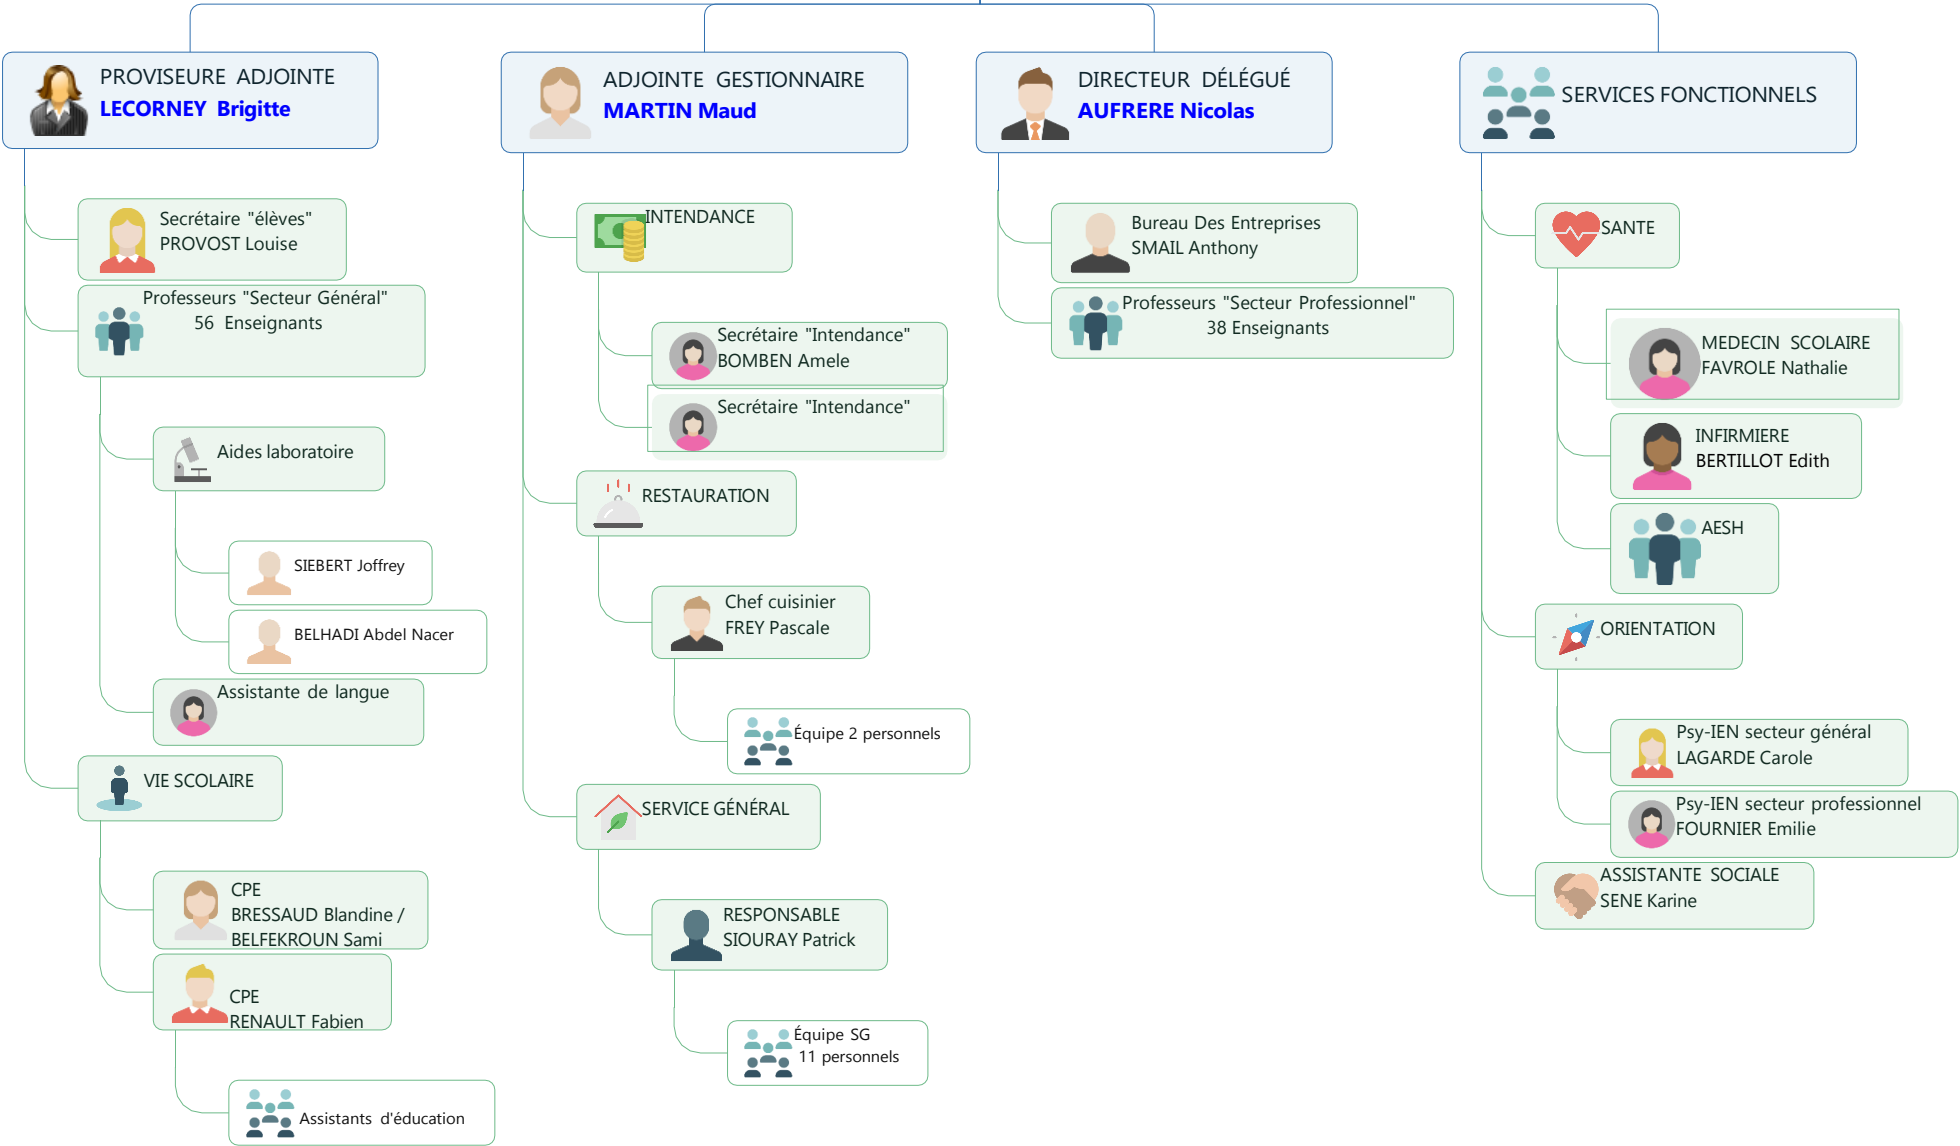 PROVISEURE ADJOINTE
LECORNEY Brigitte
Secrétaire "élèves"
PROVOST Louise
Professeurs "Secteur Général"
56 Enseignants
Aides laboratoire
SIEBERT Joffrey
BELHADI Abdel Nacer
Assistante de langue
VIE SCOLAIRE
CPE
BRESSAUD Blandine /
BELFEKROUN Sami
CPE
RENAULT Fabien
Assistants d'éducation
ADJOINTE GESTIONNAIRE
MARTIN Maud
INTENDANCE
Secrétaire "Intendance"
BOMBEN Amele
Secrétaire "Intendance"
RESTAURATION
Chef cuisinier
FREY Pascale
Équipe 2 personnels
SERVICE GÉNÉRAL
RESPONSABLE
SIOURAY Patrick
Équipe SG
11 personnels
DIRECTEUR DÉLÉGUÉ
AUFRERE Nicolas
Bureau Des Entreprises
SMAIL Anthony
Professeurs "Secteur Professionnel"
38 Enseignants
SERVICES FONCTIONNELS
SANTE
MEDECIN SCOLAIRE
FAVROLE Nathalie
INFIRMIERE
BERTILLOT Edith
AESH
ORIENTATION
Psy-IEN secteur général
LAGARDE Carole
Psy-IEN secteur professionnel
FOURNIER Emilie
ASSISTANTE SOCIALE
SENE Karine